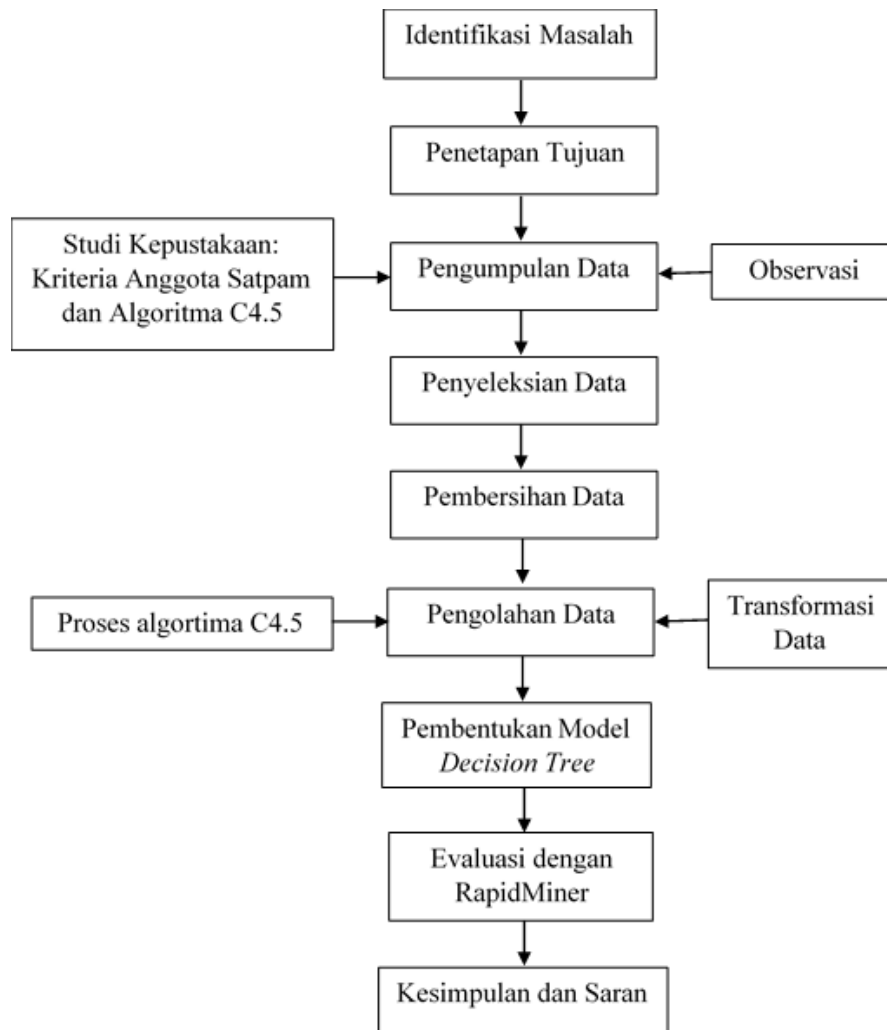 Identifikasi Masalah
Penetapan Tujuan
Studi Kepustakaan:
Kriteria Anggota Satpam
dan Algoritma C4.5
Pengumpulan Data
Observasi
Penyeleksian Data
Pembersihan Data
Proses algortima C4.5
Pengolahan Data
Transformasi
Data
Pembentukan Model
Decision Tree
Evaluasi dengan
RapidMiner
Kesimpulan dan Saran